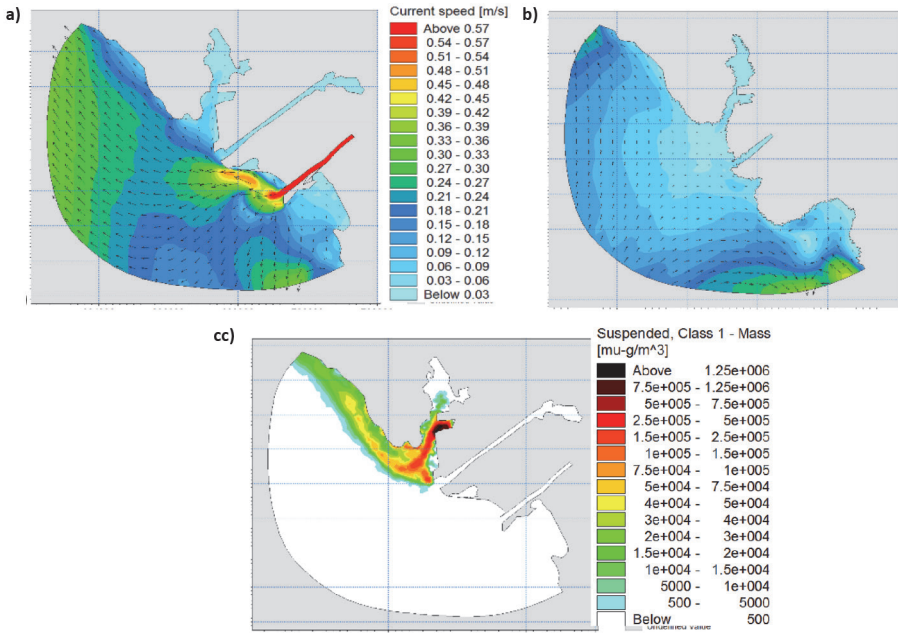 a)
Current speed [m/s]
Above 0.57
0.54 - 0.57
0.51 - 0.54
0.48 - 0.51
0.45 - 0.48
0.42 - 0.45
0.39 - 0.42
0.36 - 0.39
0.33 - 0.36
0.30 - 0.33
0.27 - 0.30
0.24 - 0.27
0.21 - 0.24
0.18 - 0.21
0.15 - 0.18
0.12 - 0.15
0.09 - 0.12
0.06 - 0.09
0.03 - 0.06
Below 0.03
b)
cc)
Suspended, Class 1 - Mass
[mu-g/m^3]
Above 1.25e+006
7.5e+005 - 1.25e+006
5e+005 - 7.5e+005
2.5e+005 - 5e+005
1.5e+005 - 2.5e+005
1e+005 - 1.5e+005
7.5e+004 - 1e+005
5e+004 - 7.5e+004
4e+004 - 5e+004
3e+004 - 4e+004
2e+004 - 3e+004
1.5e+004 - 2e+004
1e+004 - 1.5e+004
5000 - 1e+004
500 - 5000
Below 500